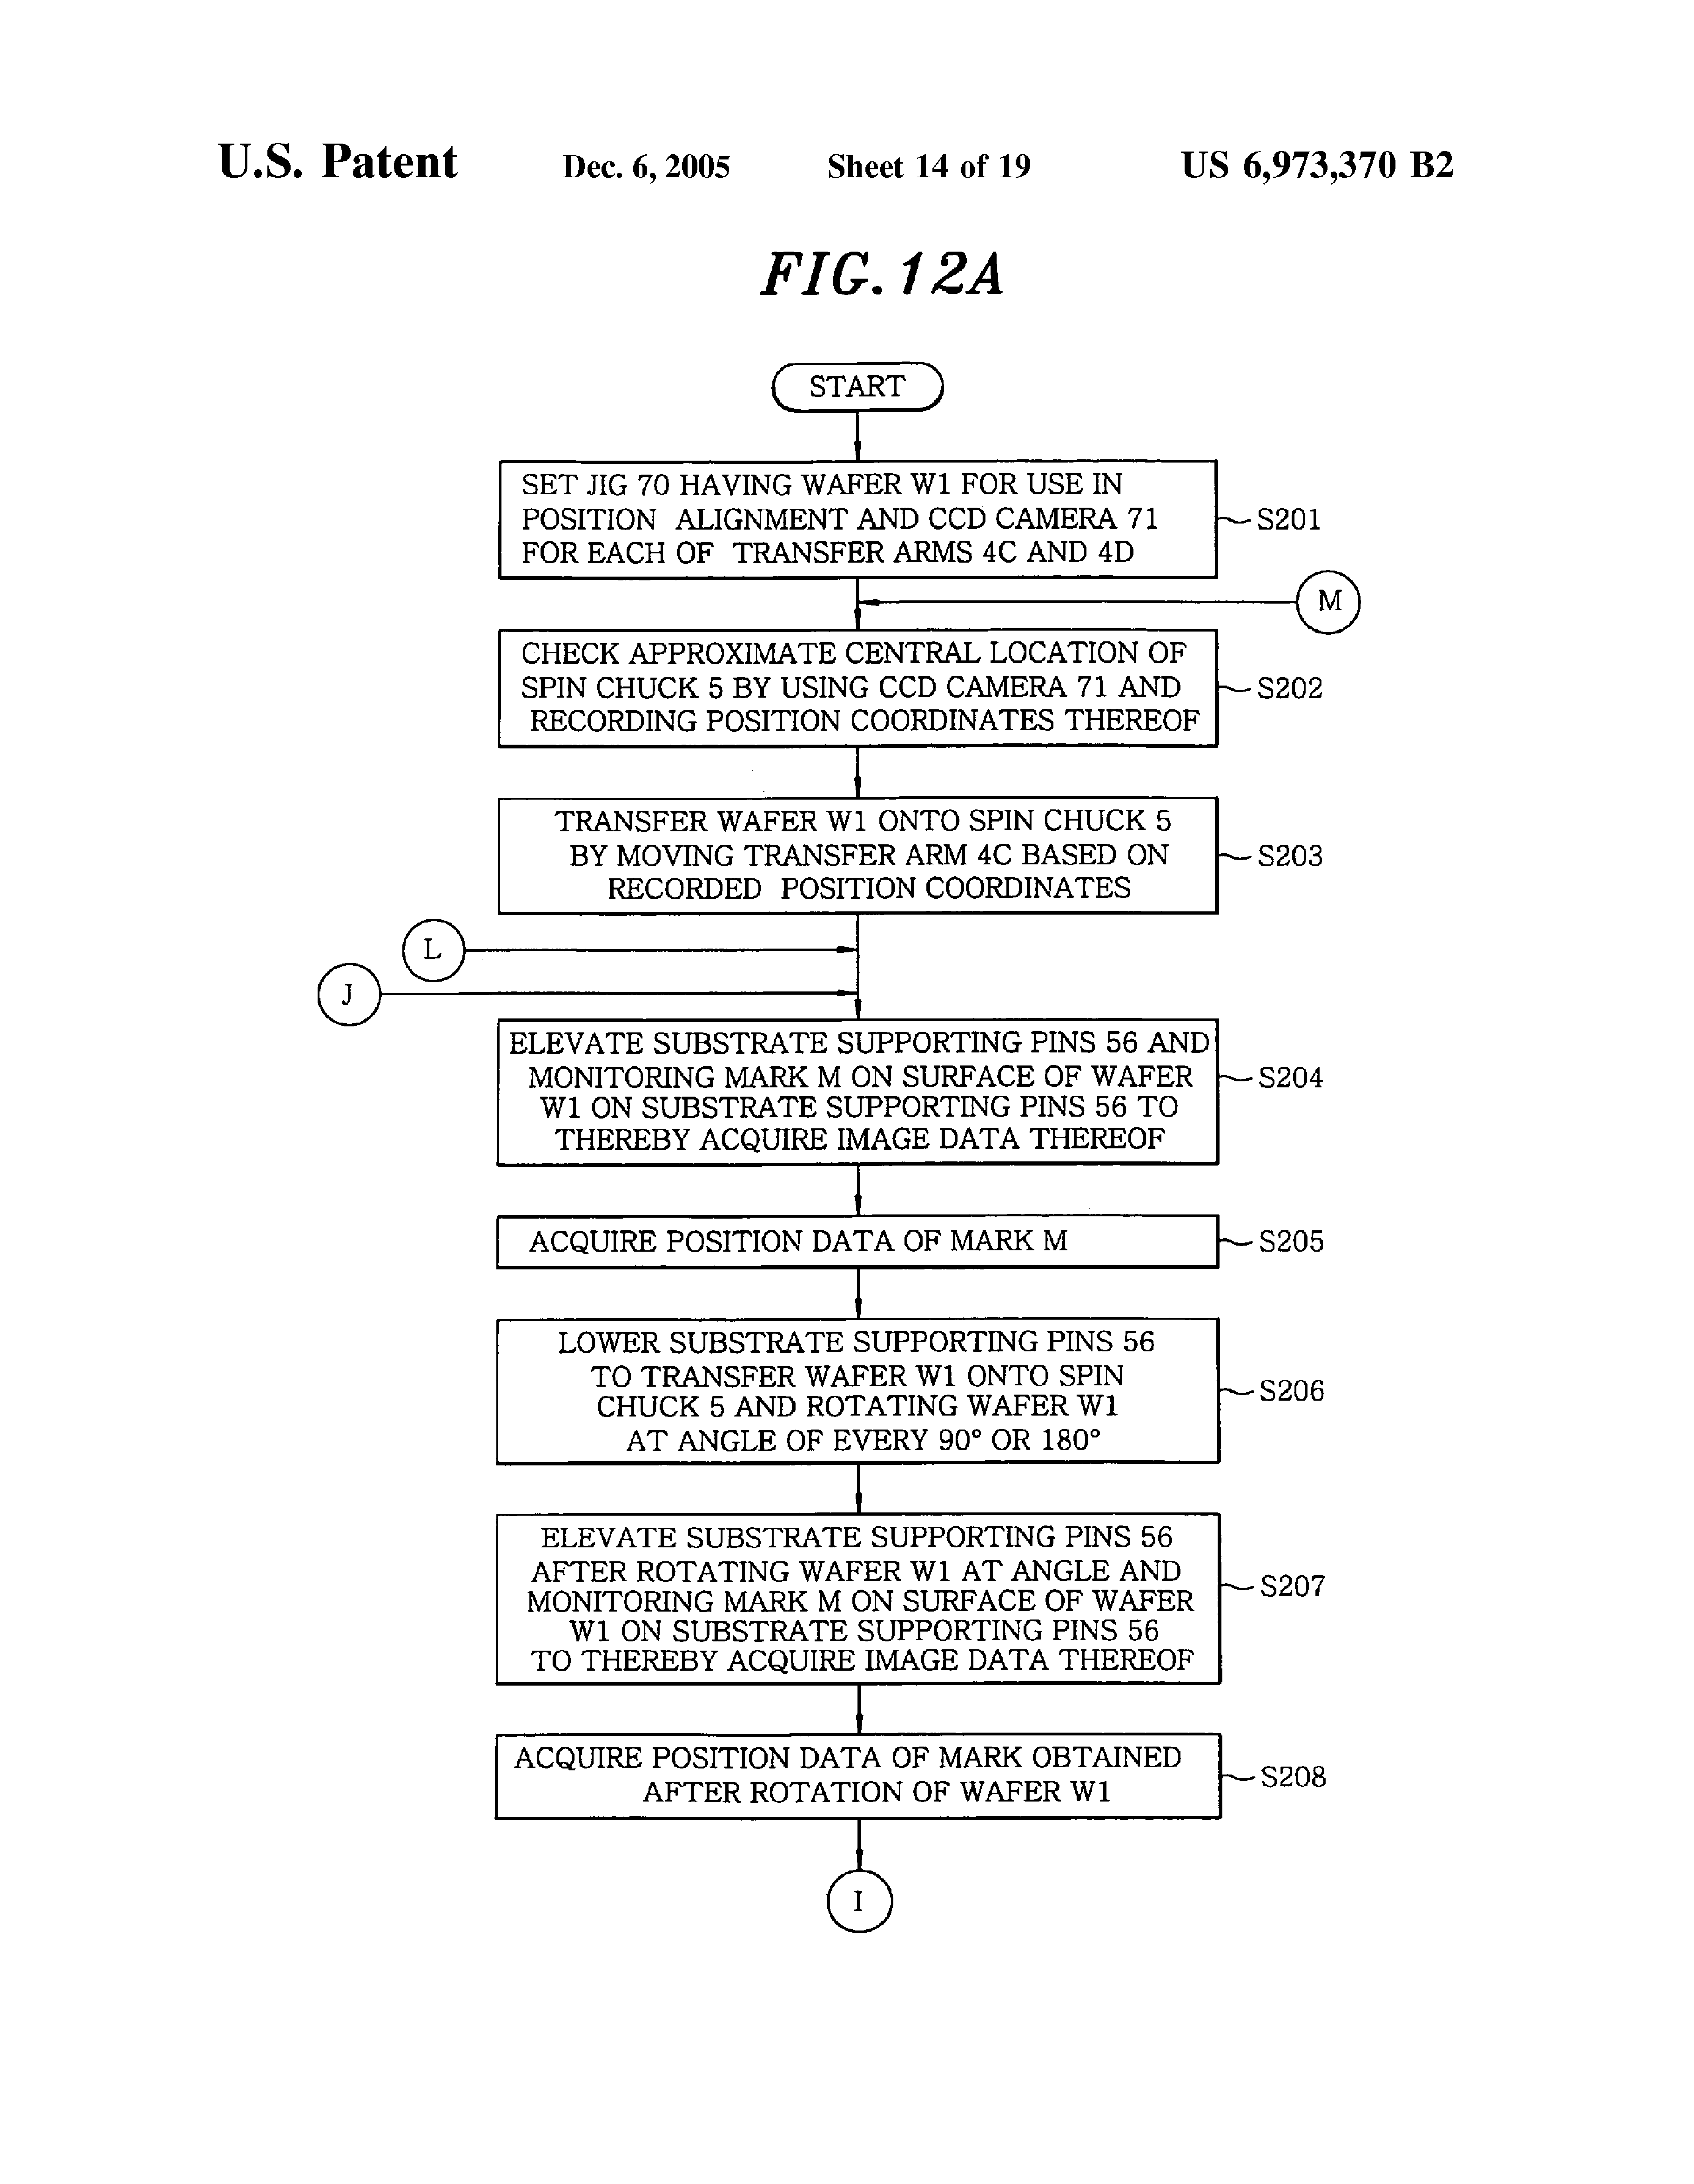 U.S. Patent Dec. 6, 2005 Sheet 14 of 19 US 6,973,370 B2
FIG. 12A
START
SET JIG 70 HAVING WAFER W1 FOR USE IN
POSITION ALIGNMENT AND CCD CAMERA 71
FOR EACH OF TRANSFER ARMS 4C AND 4D
S201
M
CHECK APPROXIMATE CENTRAL LOCATION OF
SPIN CHUCK 5 BY USING CCD CAMERA 71 AND
RECORDING POSITION COORDINATES THEREOF
S202
TRANSFER WAFER W1 ONTO SPIN CHUCK 5
BY MOVING TRANSFER ARM 4C BASED ON
RECORDED POSITION COORDINATES
S203
L
J
ELEVATE SUBSTRATE SUPPORTING PINS 56 AND
MONITORING MARK M ON SURFACE OF WAFER
W1 ON SUBSTRATE SUPPORTING PINS 56 TO
THEREBY ACQUIRE IMAGE DATA THEREOF
S204
ACQUIRE POSITION DATA OF MARK M
S205
LOWER SUBSTRATE SUPPORTING PINS 56
TO TRANSFER WAFER W1 ONTO SPIN
CHUCK 5 AND ROTATING WAFER W1
AT ANGLE OF EVERY 90° OR 180°
S206
ELEVATE SUBSTRATE SUPPORTING PINS 56
AFTER ROTATING WAFER W1 AT ANGLE AND
MONITORING MARK M ON SURFACE OF WAFER
W1 ON SUBSTRATE SUPPORTING PINS 56
TO THEREBY ACQUIRE IMAGE DATA THEREOF
S207
ACQUIRE POSITION DATA OF MARK OBTAINED
AFTER ROTATION OF WAFER W1
S208
I